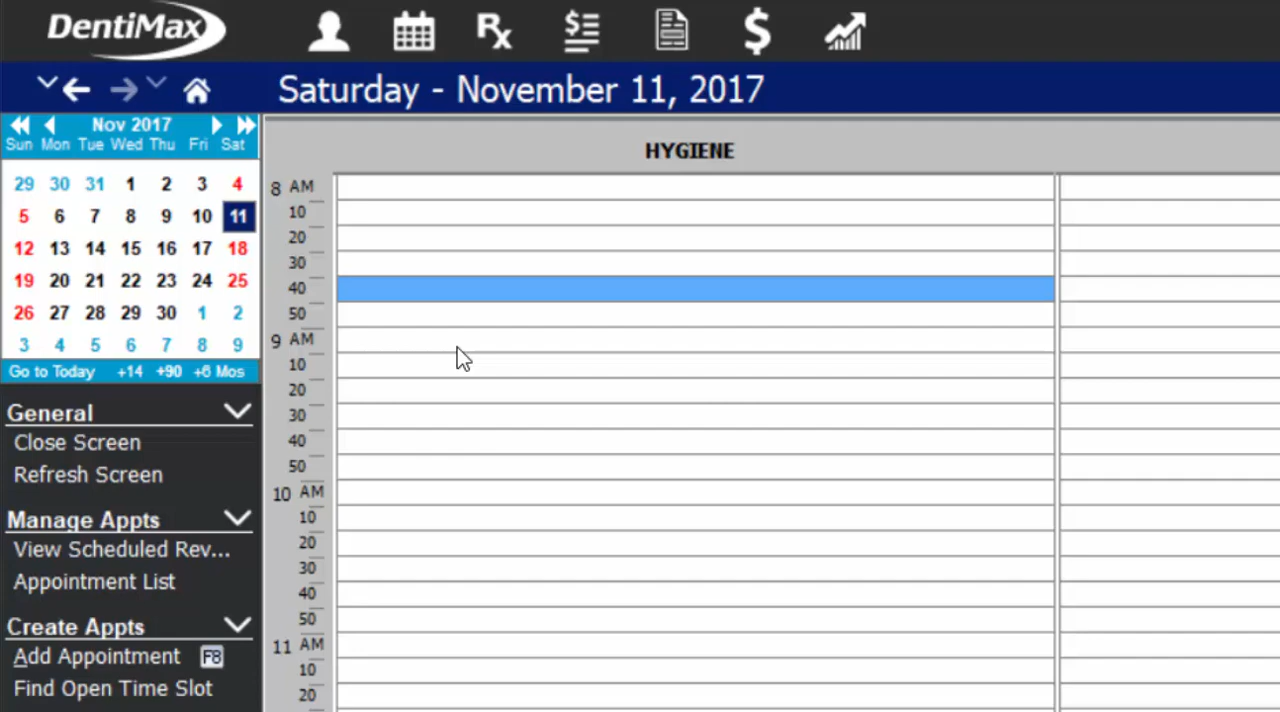 DentiMax
Rx
Saturday - November 11, 2017
Nov 2017
Sun Mon Tue Wed Thu Fri Sat
29 30 31 1 2 3 4
5 6 7 8 9 10 11
12 13 14 15 16 17 18
19 20 21 22 23 24 25
26 27 28 29 30 1 2
3 4 5 6 7 8 9
Go to Today +14 +90 +6 Mos
General
Close Screen
Refresh Screen
Manage Appts
View Scheduled Rev...
Appointment List
Create Appts
Add Appointment F8
Find Open Time Slot
HYGIENE
8 AM
10
20
30
40
50
9 AM
10
20
30
40
50
10 AM
10
20
30
40
50
11 AM
10
20